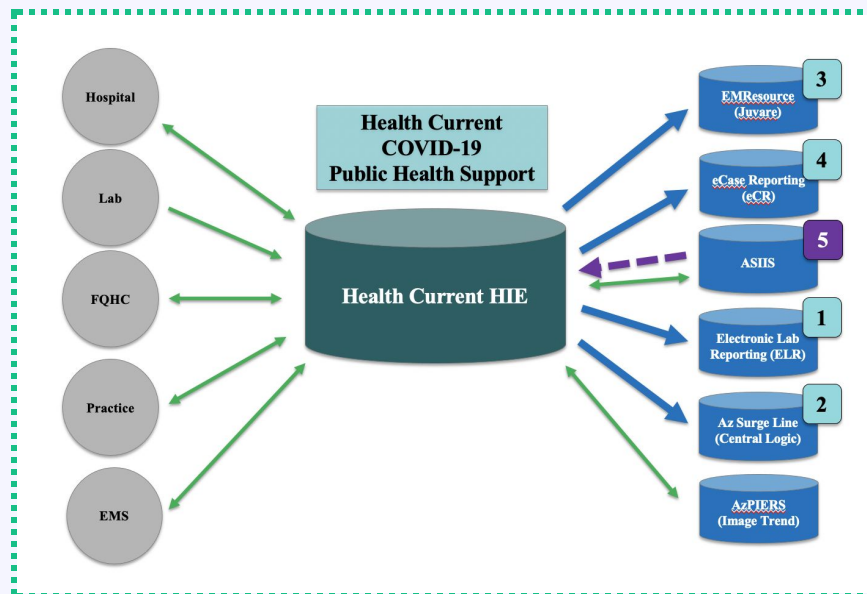 Health Current
COVID-19
Public Health Support
Hospital
Lab
FQHC
Practice
EMS
Health Current HIE
3
EMResource
(Juvare)
4
eCase Reporting
(eCR)
5
ASIIS
1
Electronic Lab
Reporting (ELR)
2
Az Surge Line
(Central Logic)
AzPIERS
(Image Trend)